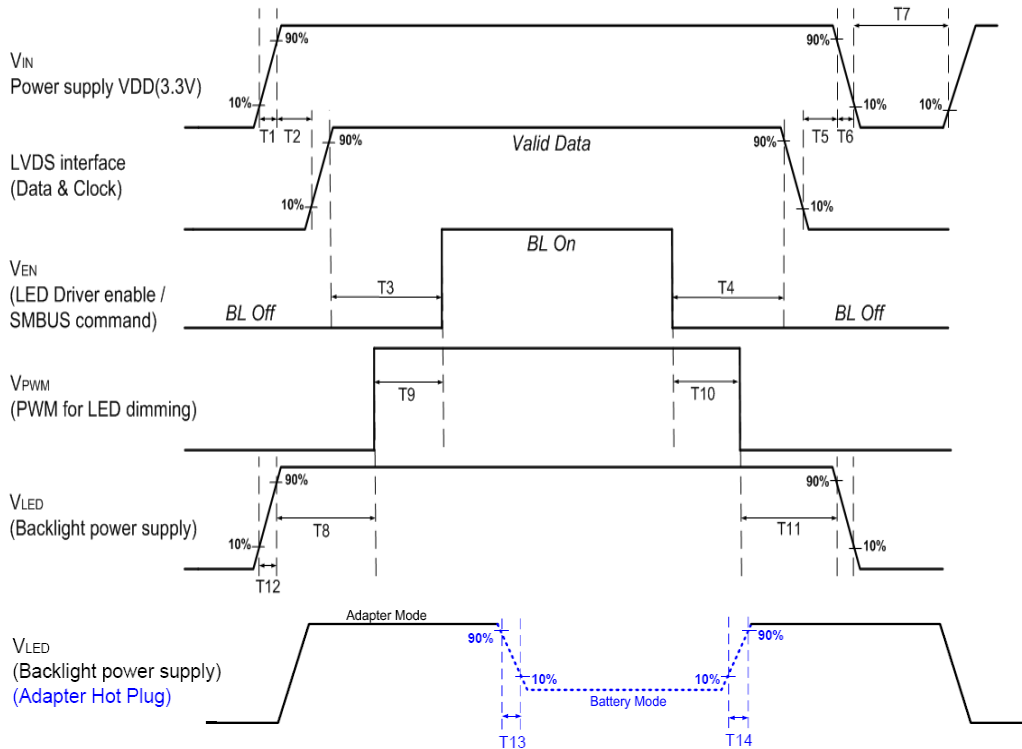 T7
90%
90%
VIN
Power supply VDD(3.3V)
10%
10%
10%
T1
T2
T5
T6
90%
Valid Data
90%
LVDS interface
(Data & Clock)
10%
10%
BL On
VEN
(LED Driver enable /
SMBUS command)
T3
T4
BL Off
BL Off
VPWM
(PWM for LED dimming)
T9
T10
90%
90%
VLED
(Backlight power supply)
T8
T11
10%
10%
T12
Adapter Mode
90%
90%
VLED
(Backlight power supply)
(Adapter Hot Plug)
10%
10%
Battery Mode
T13
T14